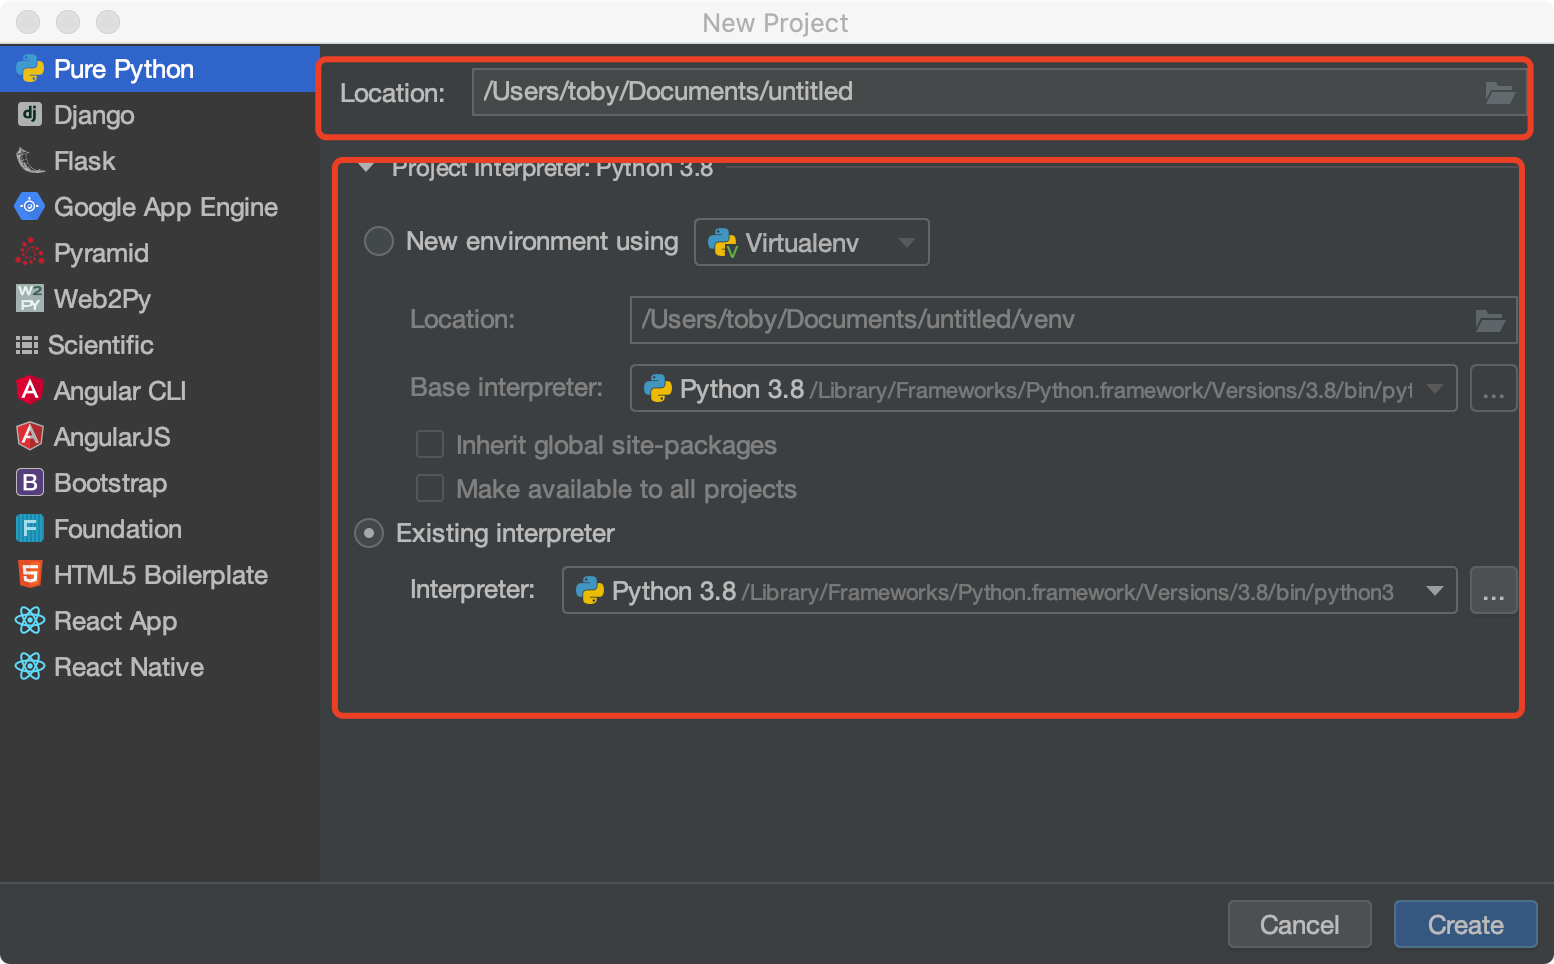 New Project
Pure Python
Django
Flask
Google App Engine
Pyramid
Web2Py
Scientific
Angular CLI
AngularJS
Bootstrap
Foundation
HTML5 Boilerplate
React App
React Native
Location: /Users/toby/Documents/untitled
Project Interpreter: Python 3.8
New environment using Virtualenv
Location: /Users/toby/Documents/untitled/venv
Base interpreter: Python 3.8 /Library/Frameworks/Python.framework/Versions/3.8/bin/pyt ...
Inherit global site-packages
Make available to all projects
Existing interpreter
Interpreter: Python 3.8 /Library/Frameworks/Python.framework/Versions/3.8/bin/python3 ...
Cancel Create